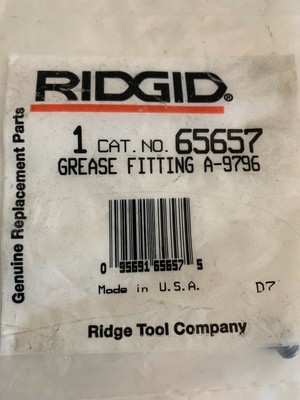 RIDGID®
1 CAT. NO. 65657
GREASE FITTING A-9796
Genuine Replacement Parts
0 95691 65657 5
Made in U.S.A. D7
Ridge Tool Company